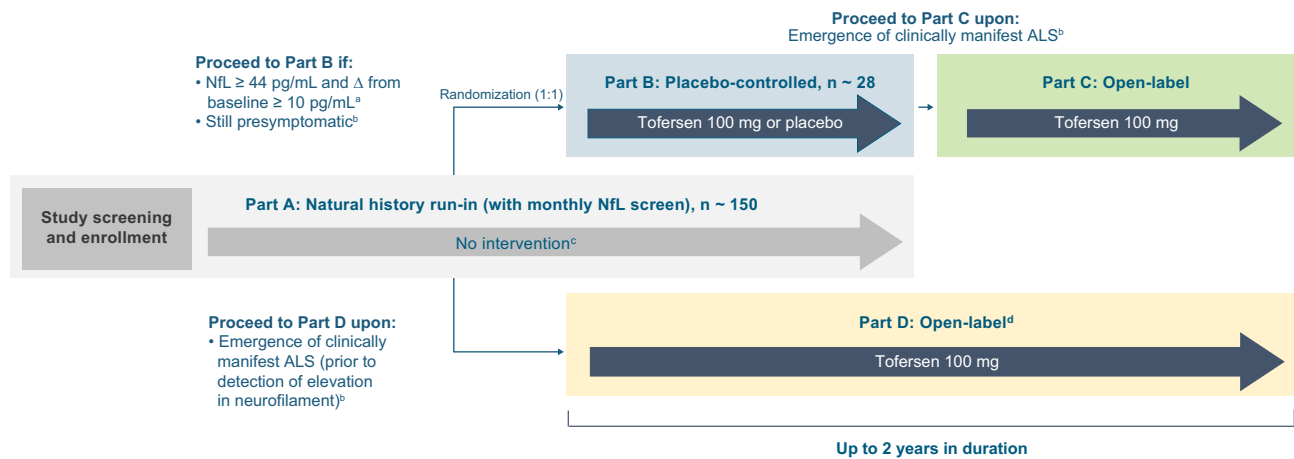 Proceed to Part C upon:
Emergence of clinically manifest ALSᵇ
Proceed to Part B if:
• NfL ≥ 44 pg/mL and Δ from
baseline ≥ 10 pg/mLᵃ
• Still presymptomaticᵇ
Randomization (1:1)
Part B: Placebo-controlled, n ~ 28
Tofersen 100 mg or placebo
Part C: Open-label
Tofersen 100 mg
Study screening
and enrollment
Part A: Natural history run-in (with monthly NfL screen), n ~ 150
No interventionᶜ
Proceed to Part D upon:
• Emergence of clinically
manifest ALS (prior to
detection of elevation
in neurofilament)ᵇ
Part D: Open-labelᵈ
Tofersen 100 mg
Up to 2 years in duration